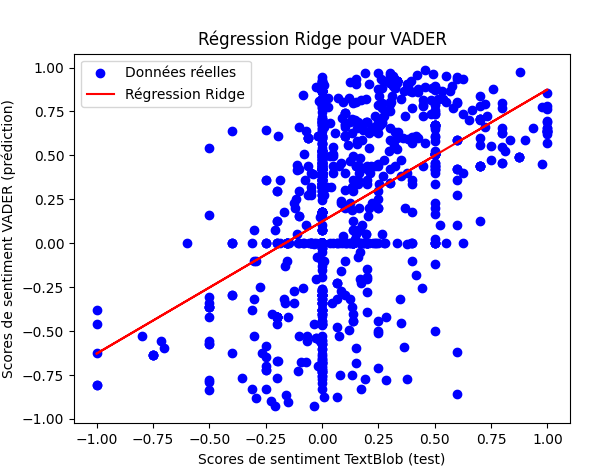 Régression Ridge pour VADER
Données réelles
Régression Ridge
Scores de sentiment VADER (prédiction)
1.00
0.75
0.50
0.25
0.00
−0.25
−0.50
−0.75
−1.00
−1.00 −0.75 −0.50 −0.25 0.00 0.25 0.50 0.75 1.00
Scores de sentiment TextBlob (test)